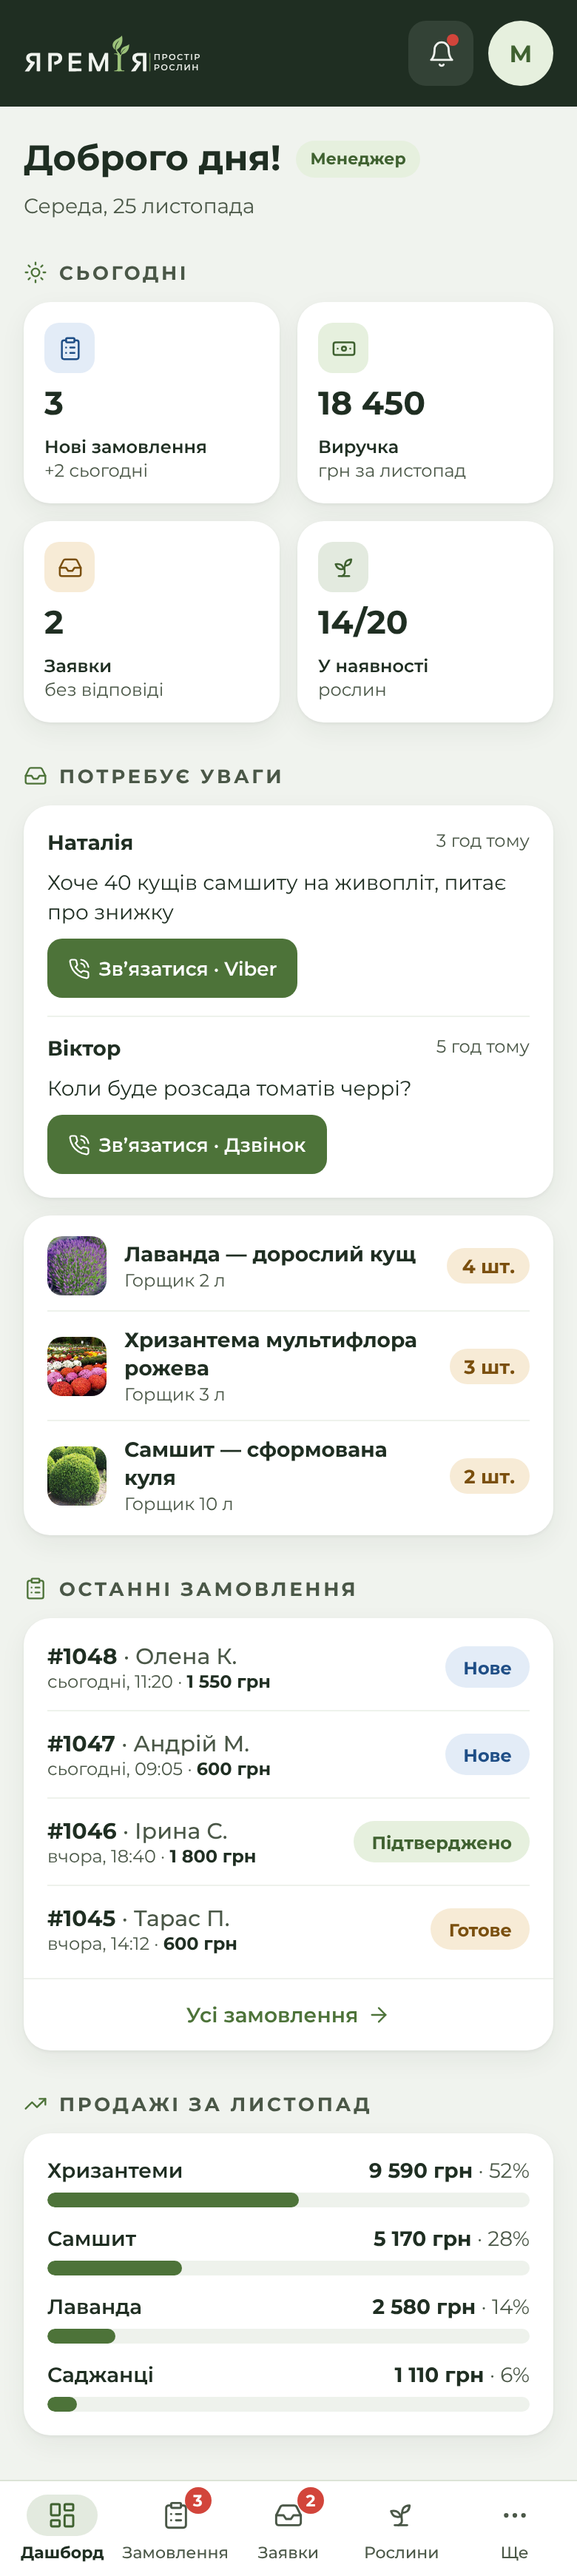 ЯРЕМІЯ ПРОСТІР РОСЛИН
М
Доброго дня! Менеджер
Середа, 25 листопада
СЬОГОДНІ
3
Нові замовлення
+2 сьогодні
18 450
Виручка
грн за листопад
2
Заявки
без відповіді
14/20
У наявності
рослин
ПОТРЕБУЄ УВАГИ
Наталія 3 год тому
Хоче 40 кущів самшиту на живопліт, питає
про знижку
Зв’язатися · Viber
Віктор 5 год тому
Коли буде розсада томатів черрі?
Зв’язатися · Дзвінок
Лаванда — дорослий кущ 4 шт.
Горщик 2 л
Хризантема мультифлора
рожева 3 шт.
Горщик 3 л
Самшит — сформована
куля 2 шт.
Горщик 10 л
ОСТАННІ ЗАМОВЛЕННЯ
#1048 · Олена К. Нове
сьогодні, 11:20 · 1 550 грн
#1047 · Андрій М. Нове
сьогодні, 09:05 · 600 грн
#1046 · Ірина С. Підтверджено
вчора, 18:40 · 1 800 грн
#1045 · Тарас П. Готове
вчора, 14:12 · 600 грн
Усі замовлення →
ПРОДАЖІ ЗА ЛИСТОПАД
Хризантеми 9 590 грн · 52%
Самшит 5 170 грн · 28%
Лаванда 2 580 грн · 14%
Саджанці 1 110 грн · 6%
3 2
Дашборд Замовлення Заявки Рослини Ще